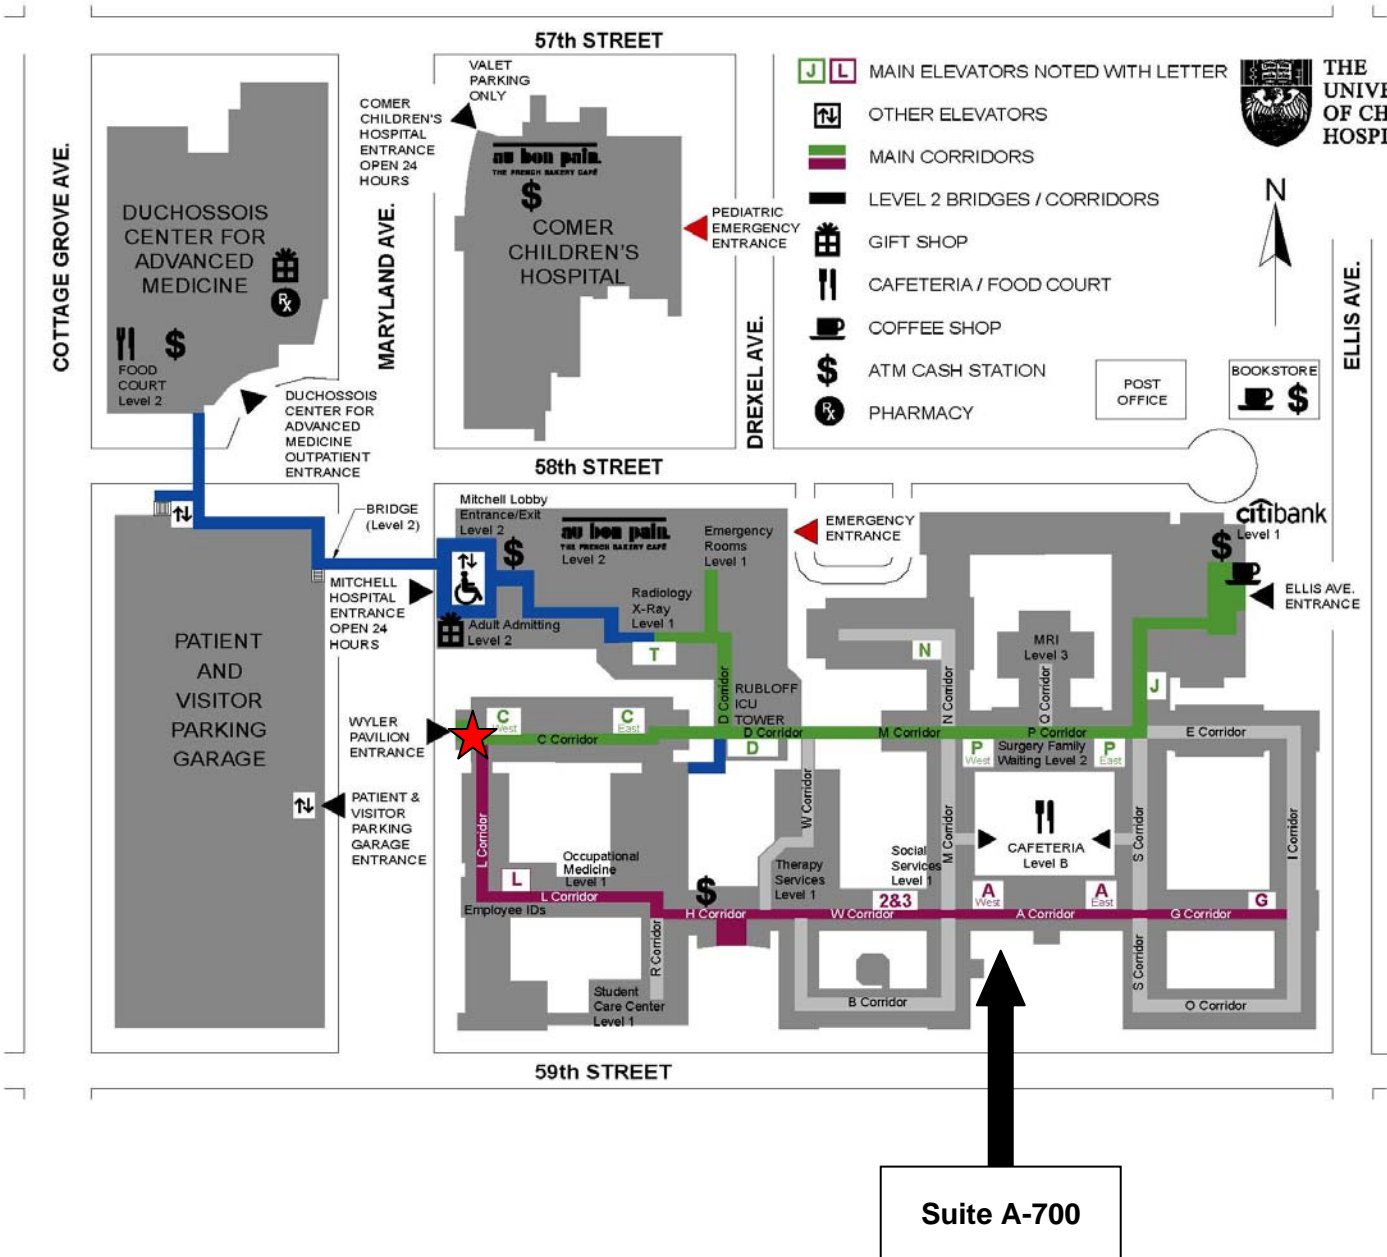 57th STREET
VALET
PARKING
ONLY
COMER
CHILDREN'S
HOSPITAL
ENTRANCE
OPEN 24
HOURS
au bon pain.
THE FRENCH BAKERY CAFÉ
$
COMER
CHILDREN'S
HOSPITAL
PEDIATRIC
EMERGENCY
ENTRANCE
J L MAIN ELEVATORS NOTED WITH LETTER
OTHER ELEVATORS
MAIN CORRIDORS
LEVEL 2 BRIDGES / CORRIDORS
GIFT SHOP
CAFETERIA / FOOD COURT
COFFEE SHOP
$ ATM CASH STATION
Rx PHARMACY
THE
UNIVE
OF CH
HOSPI
N
COTTAGE GROVE AVE.
MARYLAND AVE.
DREXEL AVE.
ELLIS AVE.
DUCHOSSOIS
CENTER FOR
ADVANCED
MEDICINE
Rx
$
FOOD
COURT
Level 2
DUCHOSSOIS
CENTER FOR
ADVANCED
MEDICINE
OUTPATIENT
ENTRANCE
POST
OFFICE
BOOKSTORE
$
58th STREET
BRIDGE
(Level 2)
Mitchell Lobby
Entrance/Exit
Level 2
$
au bon pain.
THE FRENCH BAKERY CAFÉ
Level 2
Emergency
Rooms
Level 1
EMERGENCY
ENTRANCE
citibank
Level 1
$
ELLIS AVE.
ENTRANCE
MITCHELL
HOSPITAL
ENTRANCE
OPEN 24
HOURS
Adult Admitting
Level 2
Radiology
X-Ray
Level 1
T
D Corridor
RUBLOFF
ICU
TOWER
N
N Corridor
MRI
Level 3
Q Corridor
J
PATIENT
AND
VISITOR
PARKING
GARAGE
WYLER
PAVILION
ENTRANCE
C
West
C
East
C Corridor
D Corridor
D
M Corridor
P Corridor
E Corridor
P
West
Surgery Family
Waiting Level 2
P
East
PATIENT &
VISITOR
PARKING
GARAGE
ENTRANCE
L Corridor
W Corridor
M Corridor
CAFETERIA
Level B
S Corridor
I Corridor
Occupational
Medicine
Level 1
L
L Corridor
Employee IDs
$
Therapy
Services
Level 1
Social
Services
Level 1
2&3
A
West
A
East
G
H Corridor
W Corridor
A Corridor
G Corridor
R Corridor
S Corridor
Student
Care Center
Level 1
B Corridor
O Corridor
59th STREET
Suite A-700